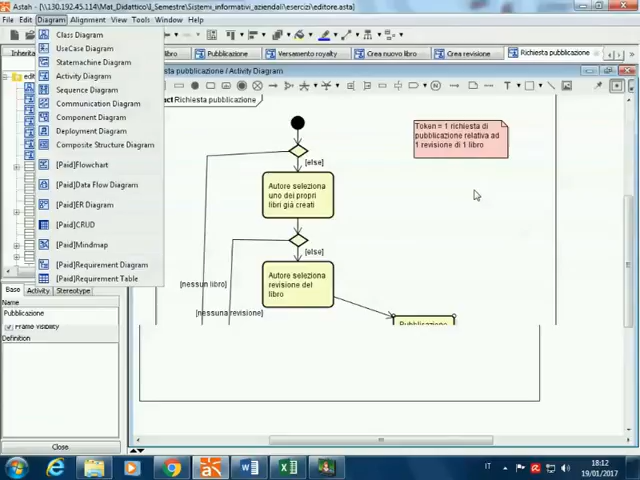 Astah - [\\130.192.145.114\Mat_Didattico\I_Semestre\Sistemi_informativi_aziendali\esercizi\editore.asta]
File Edit Diagram Alignment View Tools Window Help
Class Diagram
UseCase Diagram
Statemachine Diagram
Activity Diagram
Sequence Diagram
Communication Diagram
Component Diagram
Deployment Diagram
Composite Structure Diagram
[Paid]Flowchart
[Paid]Data Flow Diagram
[Paid]ER Diagram
[Paid]CRUD
[Paid]Mindmap
[Paid]Requirement Diagram
[Paid]Requirement Table
libro
Pubblicazione
Versamento royalty
Crea nuovo libro
Crea revisione
Richiesta pubblicazione
sta pubblicazione / Activity Diagram
act Richiesta pubblicazione
Token = 1 richiesta di
pubblicazione relativa ad
1 revisione di 1 libro
[else]
Autore seleziona
uno dei propri
libri già creati
[else]
Autore seleziona
revisione del
libro
[nessun libro]
[nessuna revisione]
Pubblicazione
Base Activity Stereotype
Name
Pubblicazione
Frame Visibility
Definition
Close
IT
18:12
19/01/2017